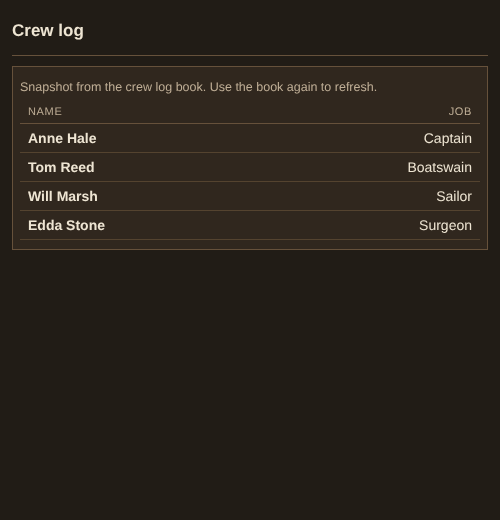 Crew log
Snapshot from the crew log book. Use the book again to refresh.
NAME JOB
Anne Hale Captain
Tom Reed Boatswain
Will Marsh Sailor
Edda Stone Surgeon